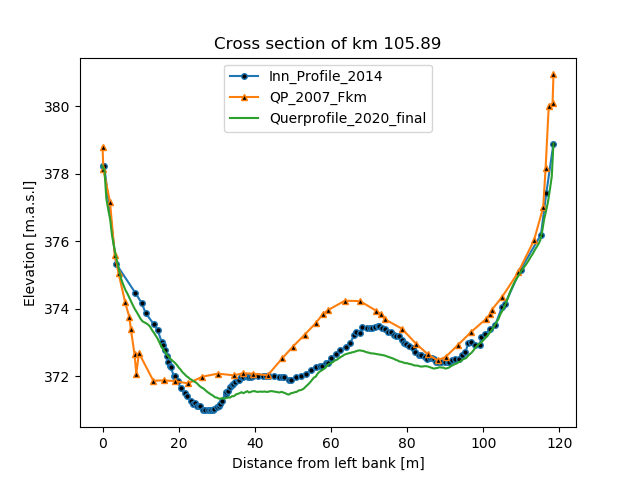 Cross section of km 105.89
Inn_Profile_2014
QP_2007_Fkm
Querprofile_2020_final
Elevation [m.a.s.l]
380
378
376
374
372
0 20 40 60 80 100 120
Distance from left bank [m]